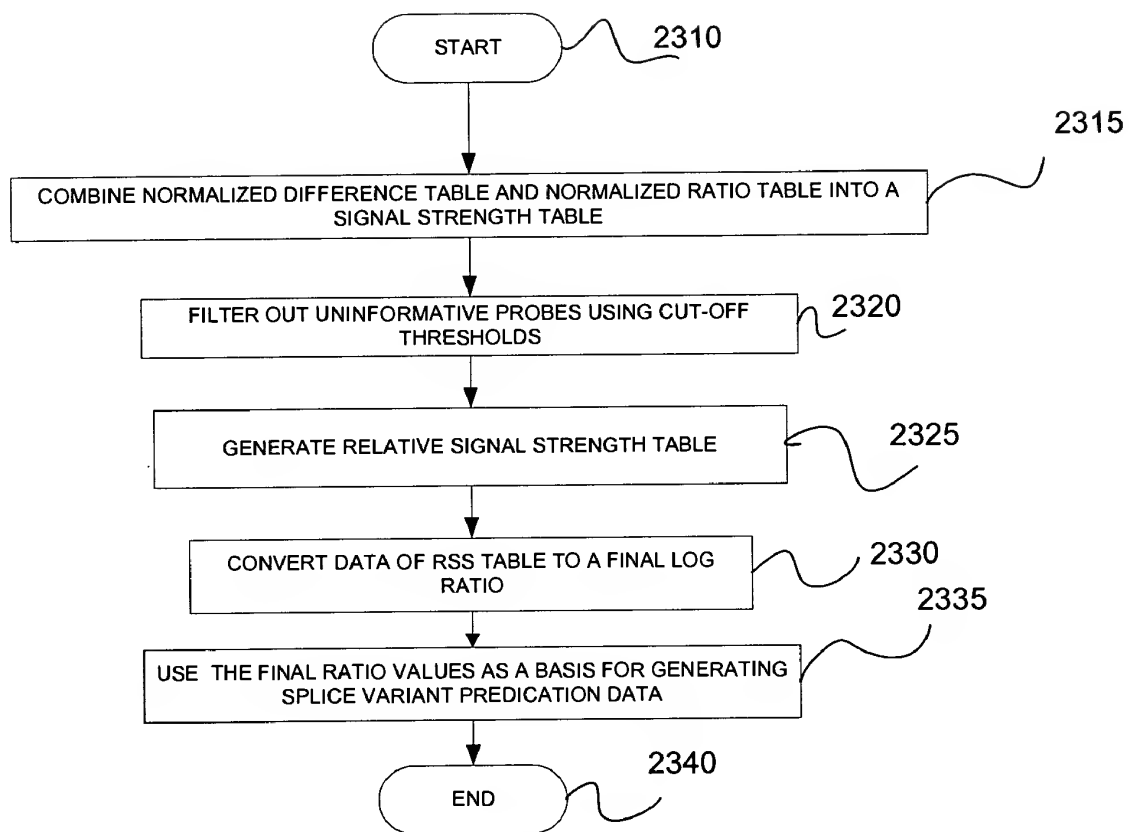 START
2310
2315
COMBINE NORMALIZED DIFFERENCE TABLE AND NORMALIZED RATIO TABLE INTO A
SIGNAL STRENGTH TABLE
FILTER OUT UNINFORMATIVE PROBES USING CUT-OFF
THRESHOLDS
2320
GENERATE RELATIVE SIGNAL STRENGTH TABLE
2325
CONVERT DATA OF RSS TABLE TO A FINAL LOG
RATIO
2330
2335
USE THE FINAL RATIO VALUES AS A BASIS FOR GENERATING
SPLICE VARIANT PREDICATION DATA
END
2340